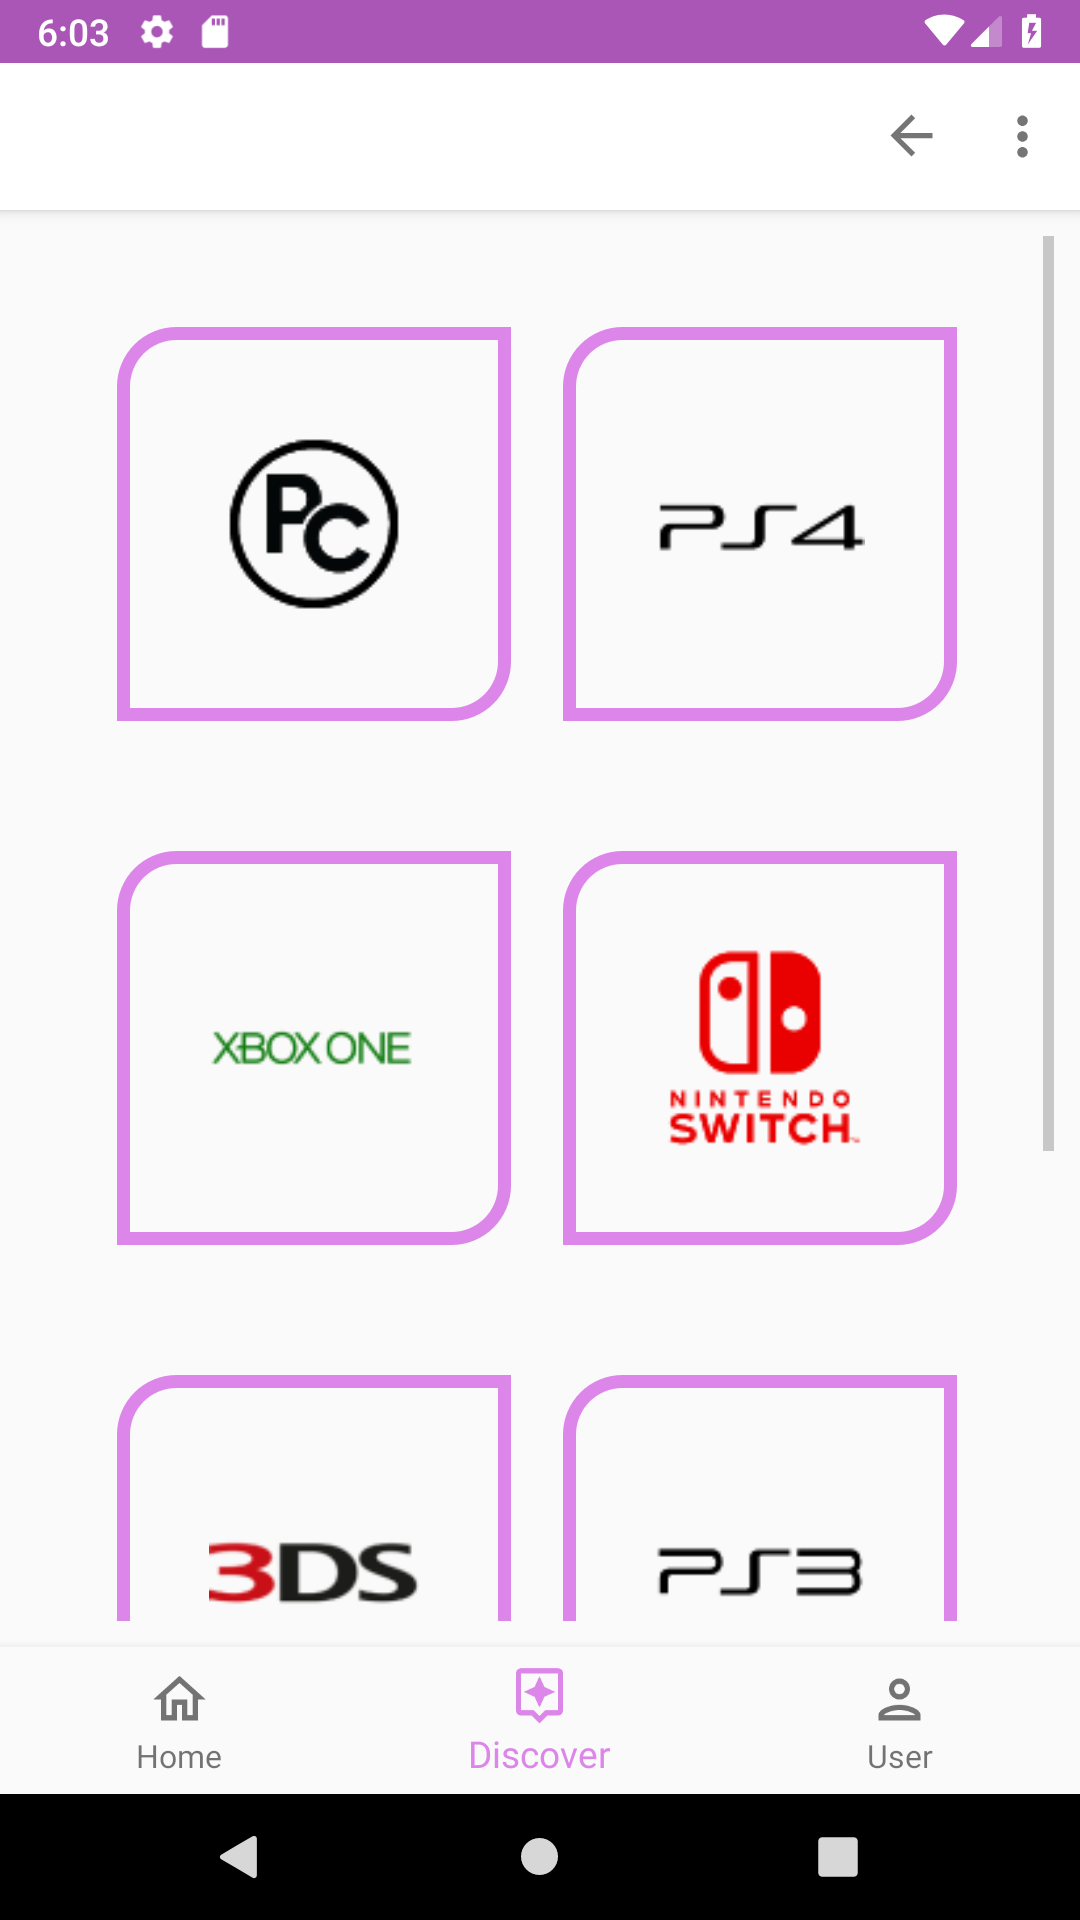 6:03
PC
PS4
XBOX ONE
NINTENDO
SWITCH
3DS
PS3
Home
Discover
User